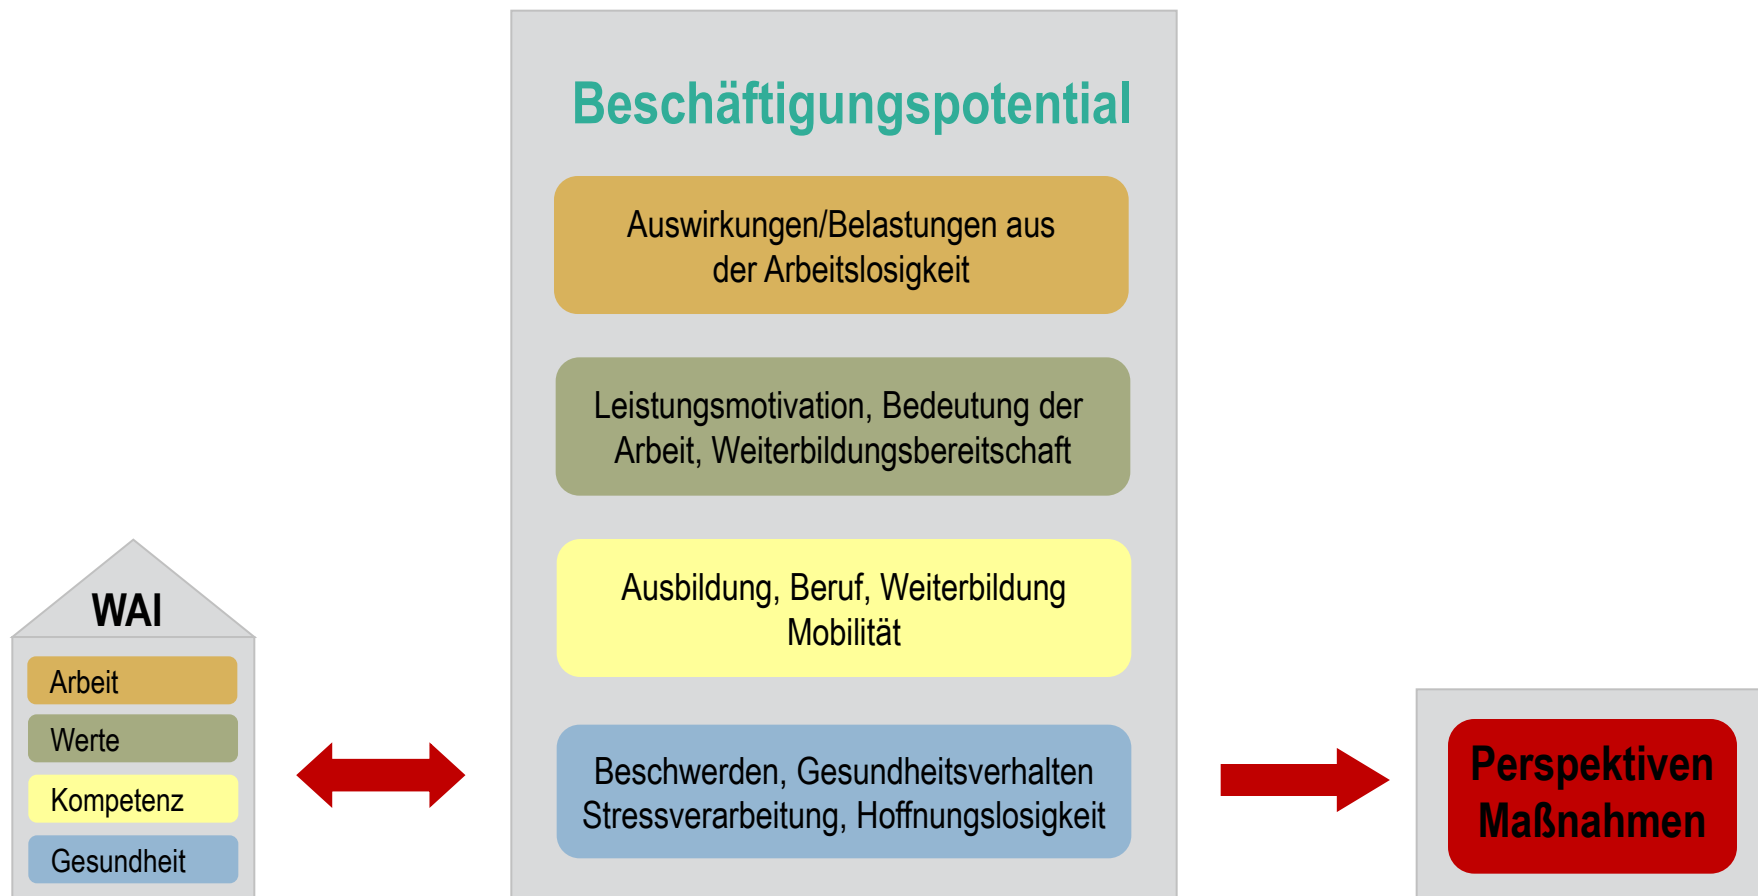 Beschäftigungspotential
Auswirkungen/Belastungen aus
der Arbeitslosigkeit
Leistungsmotivation, Bedeutung der
Arbeit, Weiterbildungsbereitschaft
Ausbildung, Beruf, Weiterbildung
Mobilität
Beschwerden, Gesundheitsverhalten
Stressverarbeitung, Hoffnungslosigkeit
WAI
Arbeit
Werte
Kompetenz
Gesundheit
Perspektiven
Maßnahmen